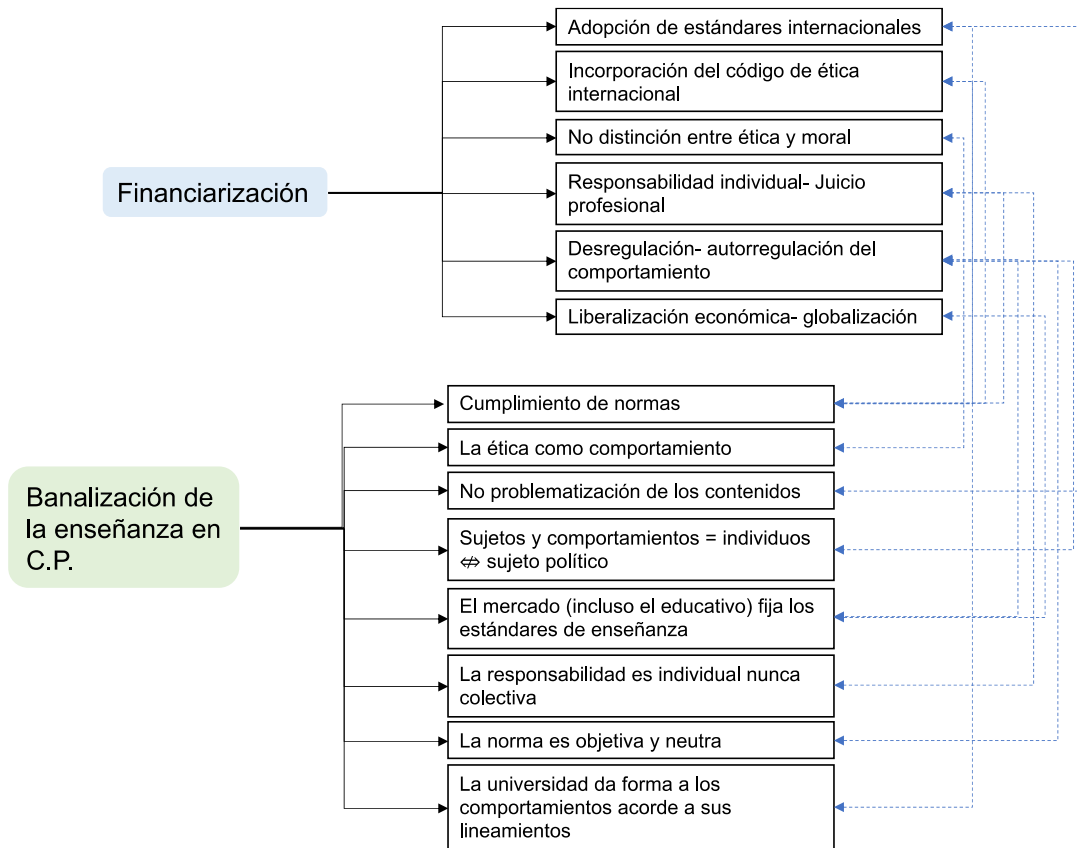 Adopción de estándares internacionales
Incorporación del código de ética
internacional
No distinción entre ética y moral
Financiarización
Responsabilidad individual- Juicio
profesional
Desregulación- autorregulación del
comportamiento
Liberalización económica- globalización
Cumplimiento de normas
La ética como comportamiento
Banalización de
la enseñanza en
C.P.
No problematización de los contenidos
Sujetos y comportamientos = individuos
⇎ sujeto político
El mercado (incluso el educativo) fija los
estándares de enseñanza
La responsabilidad es individual nunca
colectiva
La norma es objetiva y neutra
La universidad da forma a los
comportamientos acorde a sus
lineamientos